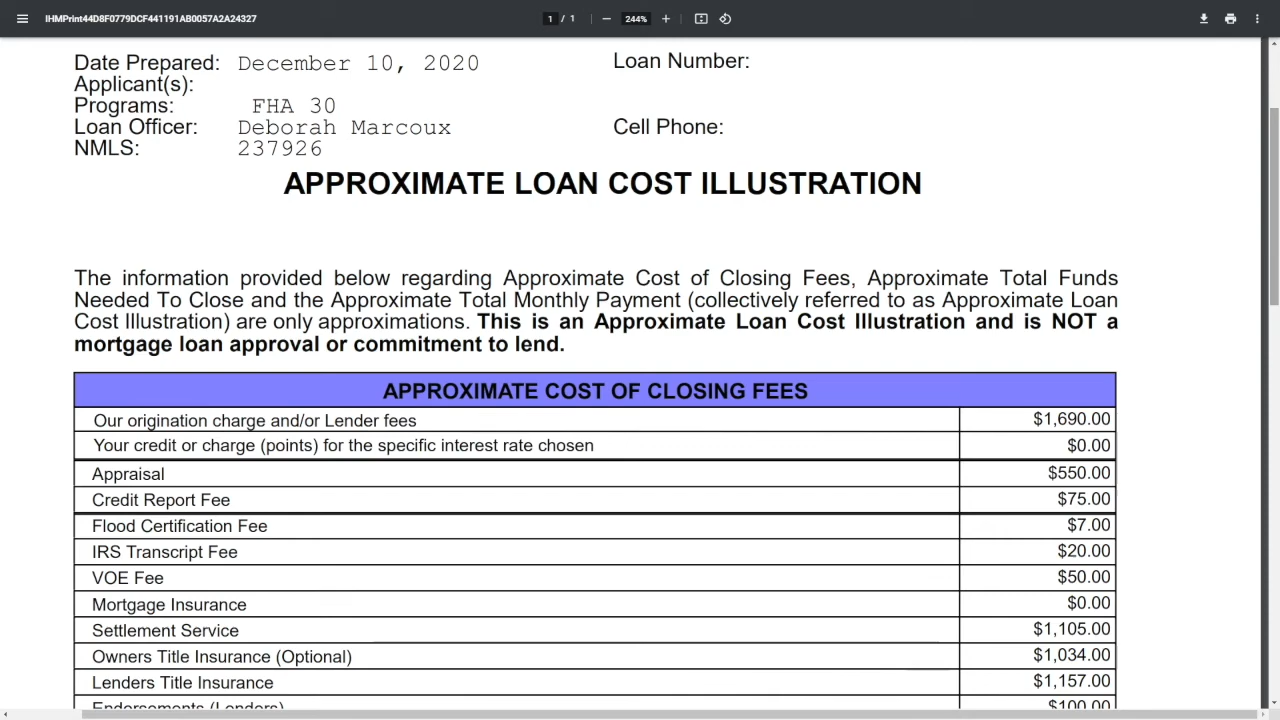 IHMPrint44D8F0779DCF441191AB0057A2A24327
1 / 1
244%
Date Prepared: December 10, 2020
Loan Number:
Applicant(s):
Programs: FHA 30
Loan Officer: Deborah Marcoux
Cell Phone:
NMLS: 237926
APPROXIMATE LOAN COST ILLUSTRATION
The information provided below regarding Approximate Cost of Closing Fees, Approximate Total Funds
Needed To Close and the Approximate Total Monthly Payment (collectively referred to as Approximate Loan
Cost Illustration) are only approximations. This is an Approximate Loan Cost Illustration and is NOT a
mortgage loan approval or commitment to lend.
APPROXIMATE COST OF CLOSING FEES
Our origination charge and/or Lender fees $1,690.00
Your credit or charge (points) for the specific interest rate chosen $0.00
Appraisal $550.00
Credit Report Fee $75.00
Flood Certification Fee $7.00
IRS Transcript Fee $20.00
VOE Fee $50.00
Mortgage Insurance $0.00
Settlement Service $1,105.00
Owners Title Insurance (Optional) $1,034.00
Lenders Title Insurance $1,157.00
Endorsements (Lenders) $100.00